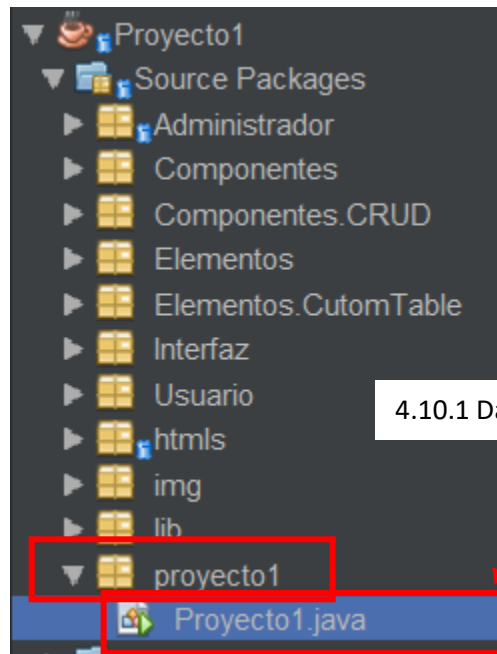 Proyecto1
Source Packages
Administrador
Componentes
Componentes.CRUD
Elementos
Elementos.CutomTable
Interfaz
Usuario
4.10.1 Da
htmls
img
lib
proyecto1
Proyecto1.java